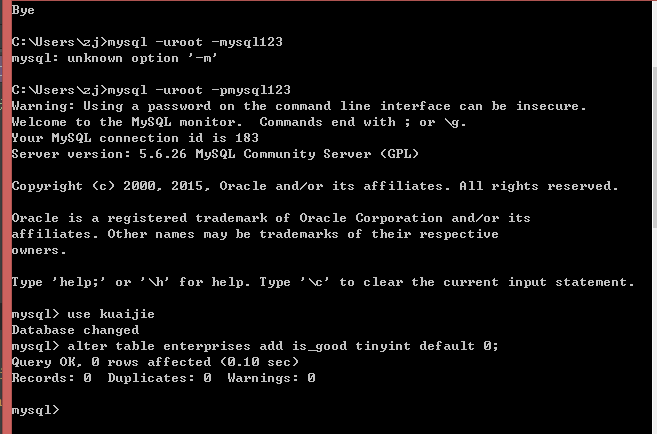 Bye
C:\Users\zj>mysql -uroot -mysql123
mysql: unknown option '-m'
C:\Users\zj>mysql -uroot -pmysql123
Warning: Using a password on the command line interface can be insecure.
Welcome to the MySQL monitor.  Commands end with ; or \g.
Your MySQL connection id is 183
Server version: 5.6.26 MySQL Community Server (GPL)
Copyright (c) 2000, 2015, Oracle and/or its affiliates. All rights reserved.
Oracle is a registered trademark of Oracle Corporation and/or its
affiliates. Other names may be trademarks of their respective
owners.
Type 'help;' or '\h' for help. Type '\c' to clear the current input statement.
mysql> use kuaijie
Database changed
mysql> alter table enterprises add is_good tinyint default 0;
Query OK, 0 rows affected (0.10 sec)
Records: 0  Duplicates: 0  Warnings: 0
mysql>